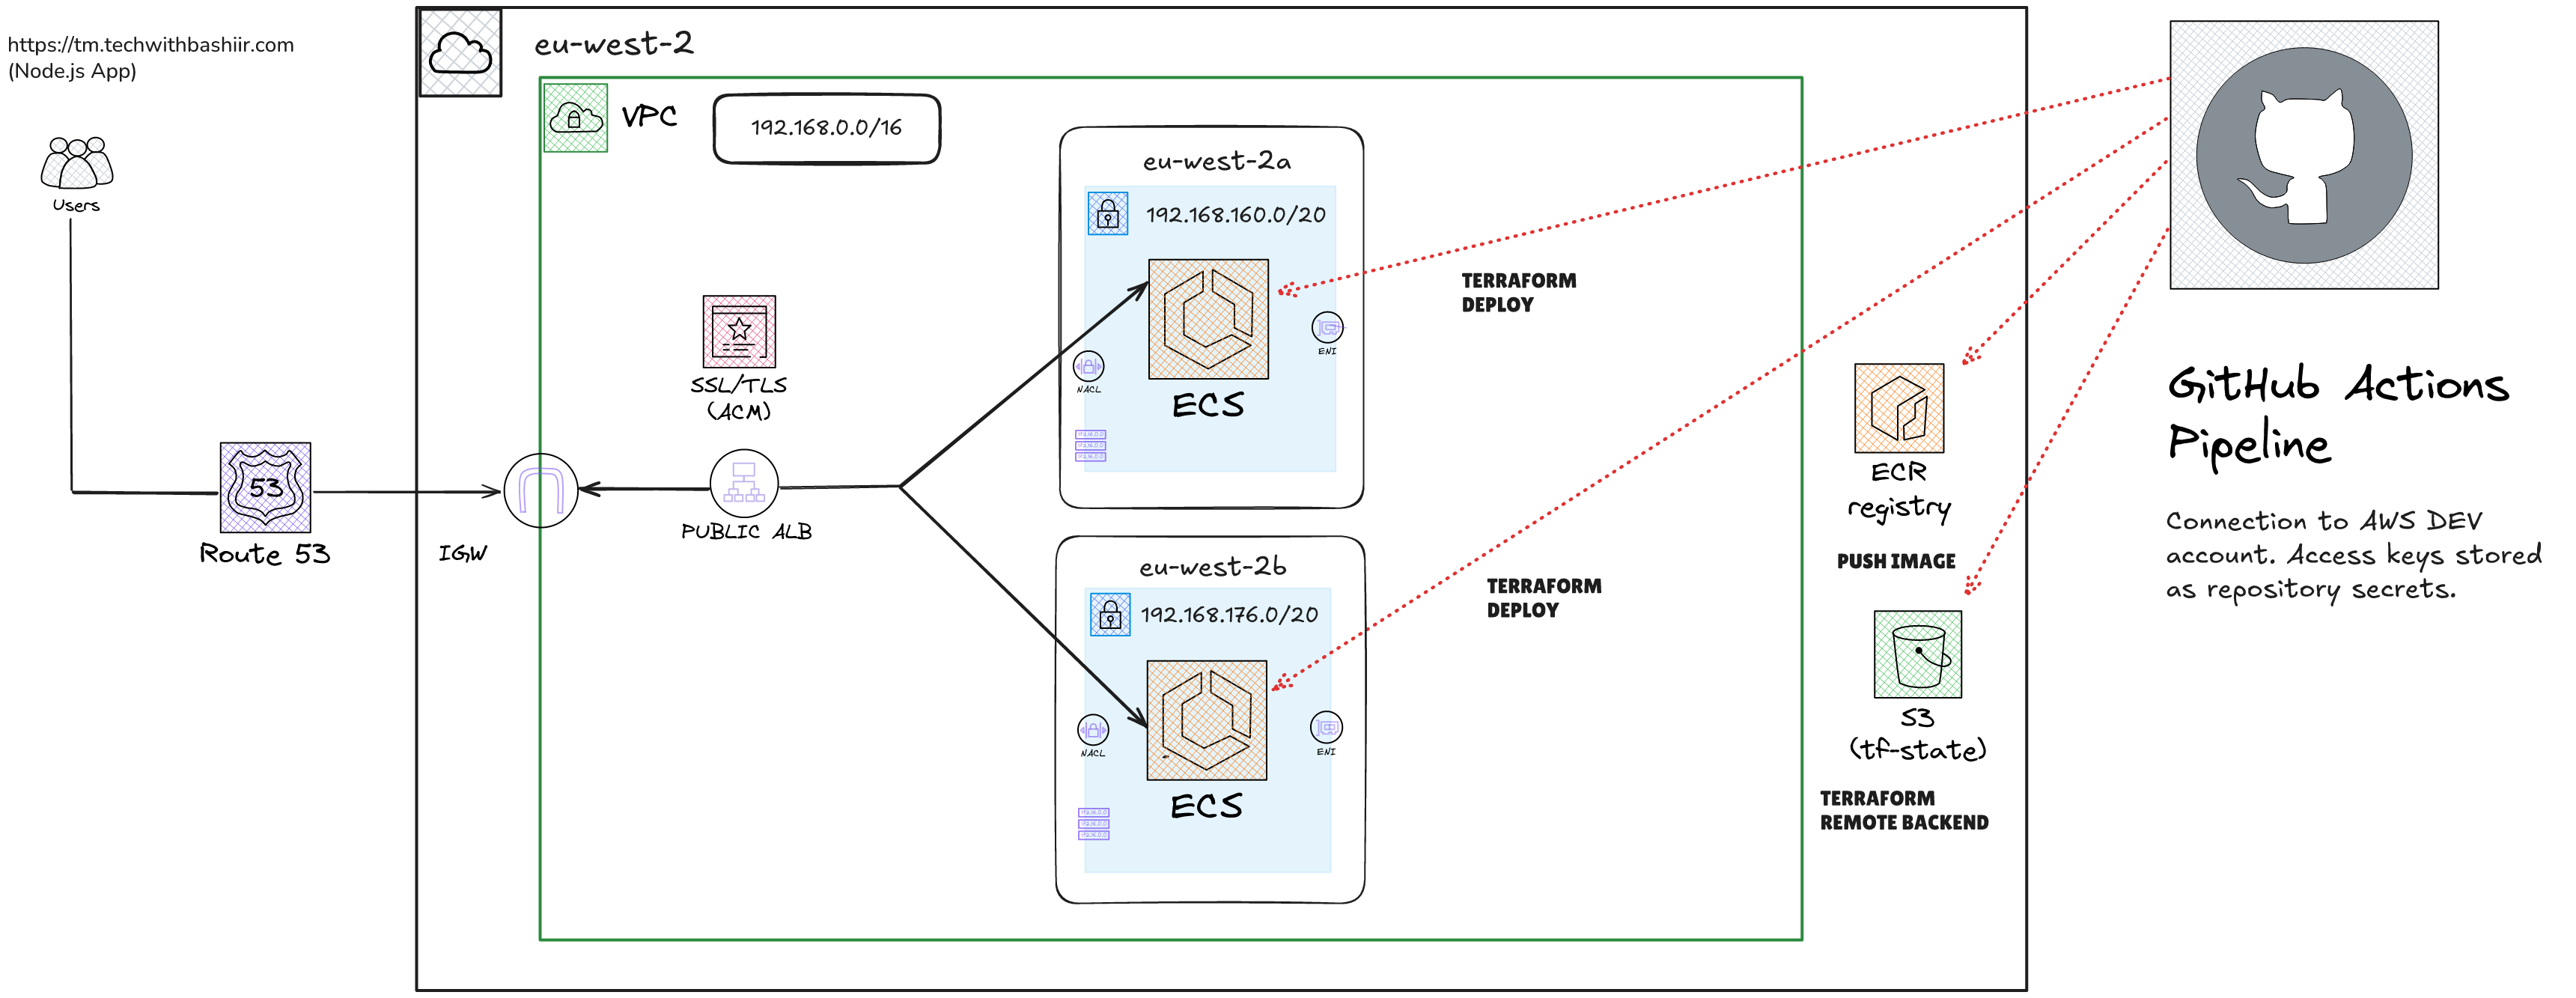 https://tm.techwithbashiir.com
(Node.js App)
Users
53
Route 53
eu-west-2
VPC
192.168.0.0/16
SSL/TLS
(ACM)
IGW
PUBLIC ALB
eu-west-2a
192.168.160.0/20
ECS
NACL
ENI
eu-west-2b
192.168.176.0/20
ECS
NACL
ENI
TERRAFORM
DEPLOY
TERRAFORM
DEPLOY
ECR
registry
PUSH IMAGE
S3
(tf-state)
TERRAFORM
REMOTE BACKEND
GitHub Actions
Pipeline
Connection to AWS DEV
account. Access keys stored
as repository secrets.